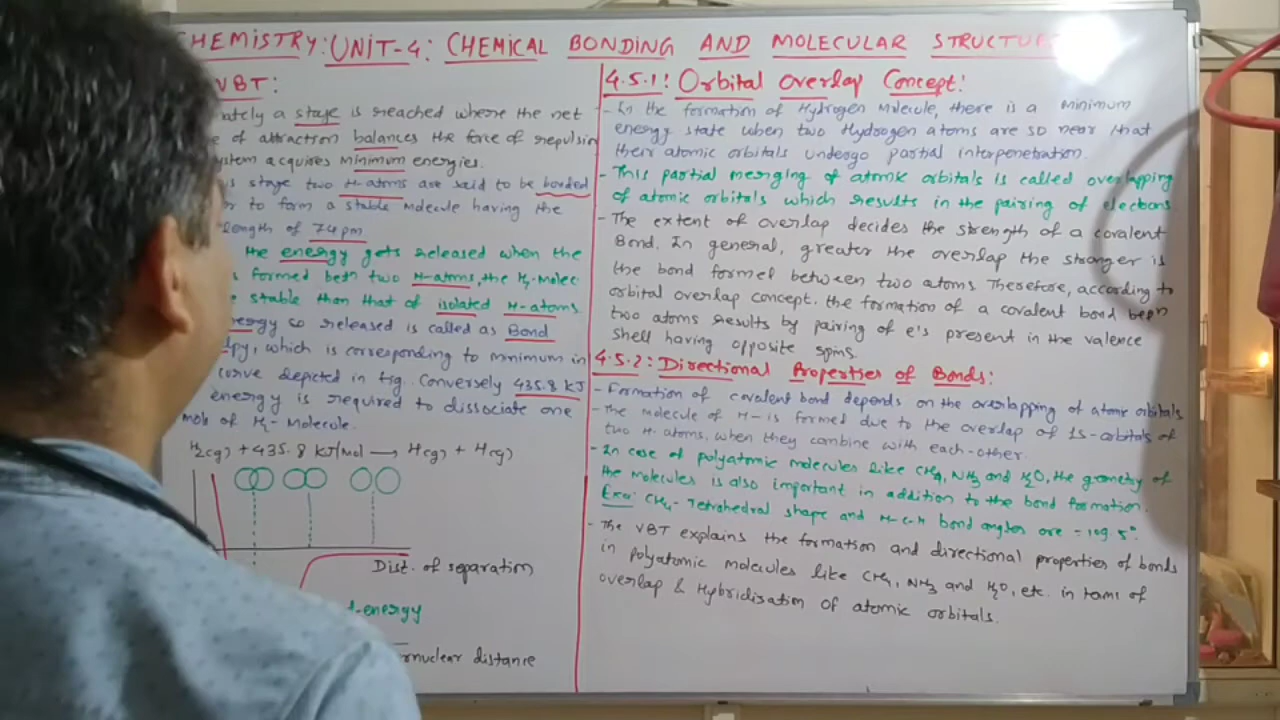 CHEMISTRY: UNIT-4: CHEMICAL BONDING AND MOLECULAR STRUCTUR
VBT:
ately a stage is reached where the net
e of attraction balances the force of repulsion
ystem acquires minimum energies.
s stage two H-atoms are said to be bonded
to form a stable molecule having the
length of 74pm
the energy gets released when the
formed betn two H-atoms, the H2-molec
e stable than that of isolated H-atoms
energy so released is called as Bond
lpy, which is corresponding to minimum in
curve depicted in fig. Conversely 435.8 KJ
energy is required to dissociate one
mole of H2-Molecule.
H2(g) + 435.8 KJ/mol → H(g) + H(g)
Dist. of separation
d-energy
rnuclear distance
4.5.1: Orbital Overlap Concept:
- In the formation of Hydrogen Molecule, there is a minimum
energy state when two Hydrogen atoms are so near that
their atomic orbitals undergo partial interpenetration.
- This partial merging of atomic orbitals is called overlapping
of atomic orbitals which results in the pairing of electrons
- The extent of overlap decides the strength of a covalent
Bond. In general, greater the overlap the stronger is
the bond formed between two atoms Therefore, according to
orbital overlap concept, the formation of a covalent bond betn
two atoms results by pairing of e's present in the valence
shell having opposite spins.
4.5.2: Directional Properties of Bonds:
- Formation of covalent bond depends on the overlapping of atomic orbitals
- The molecule of H- is formed due to the overlap of 1s-orbitals of
two H-atoms, when they combine with each-other.
- In case of polyatomic molecules like CH4, NH3 and H2O, the geometry of
the molecules is also important in addition to the bond formation.
Exa: CH4- Tetrahedral shape and H-C-H bond angles are = 109.5°.
- The VBT explains the formation and directional properties of bonds
in polyatomic molecules like CH4, NH3 and H2O, etc. in terms of
overlap & Hybridisation of atomic orbitals.